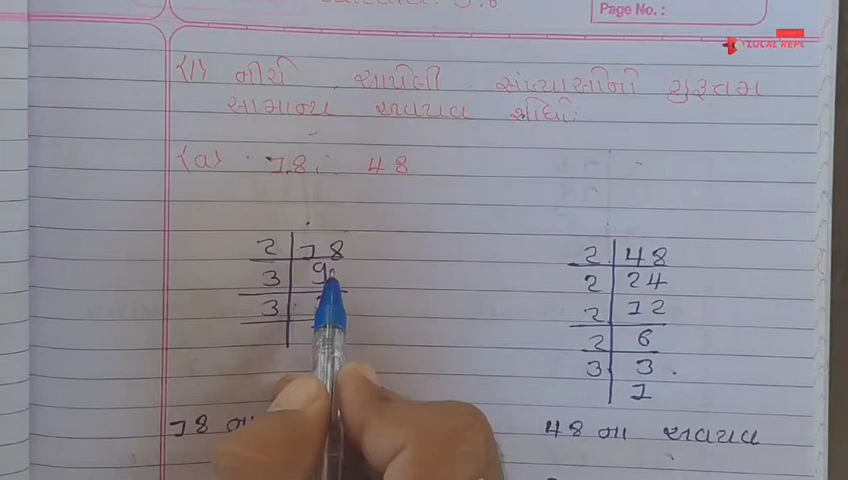 Page No.:
LOCAL REPL
(1) નીચે આપેલી સંખ્યાઓનો ગુરૂત્તમ
સામાન્ય અવયવ શોધો:
(a) 18, 48
2 18
3 9
3
2 48
2 24
2 12
2 6
3 3
1
18 ના
48 ના અવયવ